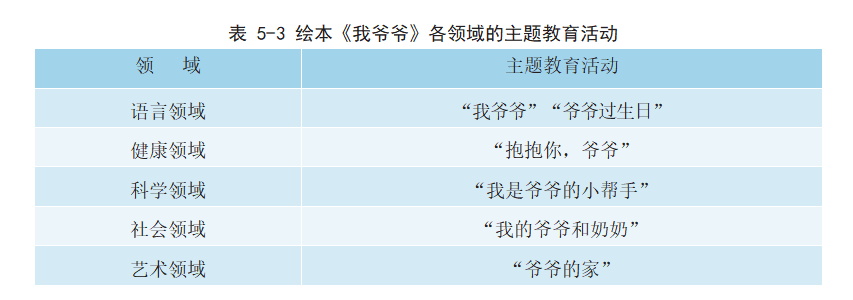 表 5-3 绘本《我爷爷》各领域的主题教育活动
领 域 主题教育活动
语言领域 “我爷爷”“爷爷过生日”
健康领域 “抱抱你，爷爷”
科学领域 “我是爷爷的小帮手”
社会领域 “我的爷爷和奶奶”
艺术领域 “爷爷的家”